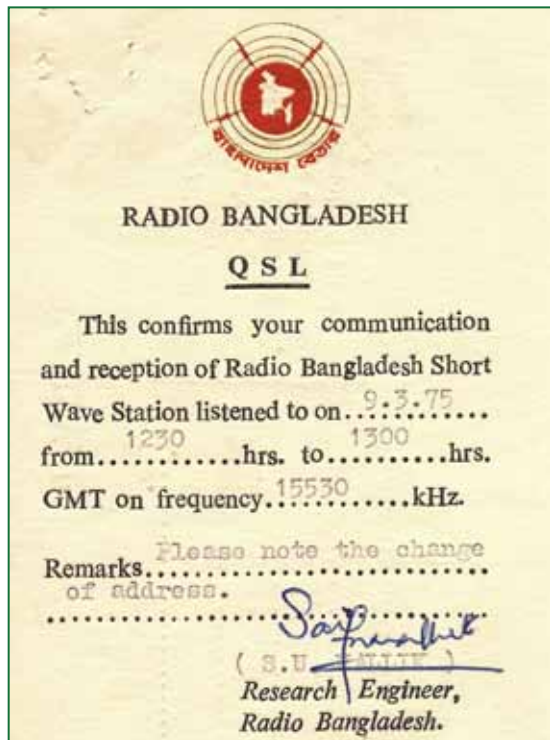 বাংলাদেশ বেতার
RADIO BANGLADESH
QSL
This confirms your communication
and reception of Radio Bangladesh Short
Wave Station listened to on.9.3.75............
from...1230.......hrs. to...1300.......hrs.
GMT on frequency.15530............kHz.
Remarks.Please note the change
of address.
( S.U. MALLIK )
Research Engineer,
Radio Bangladesh.